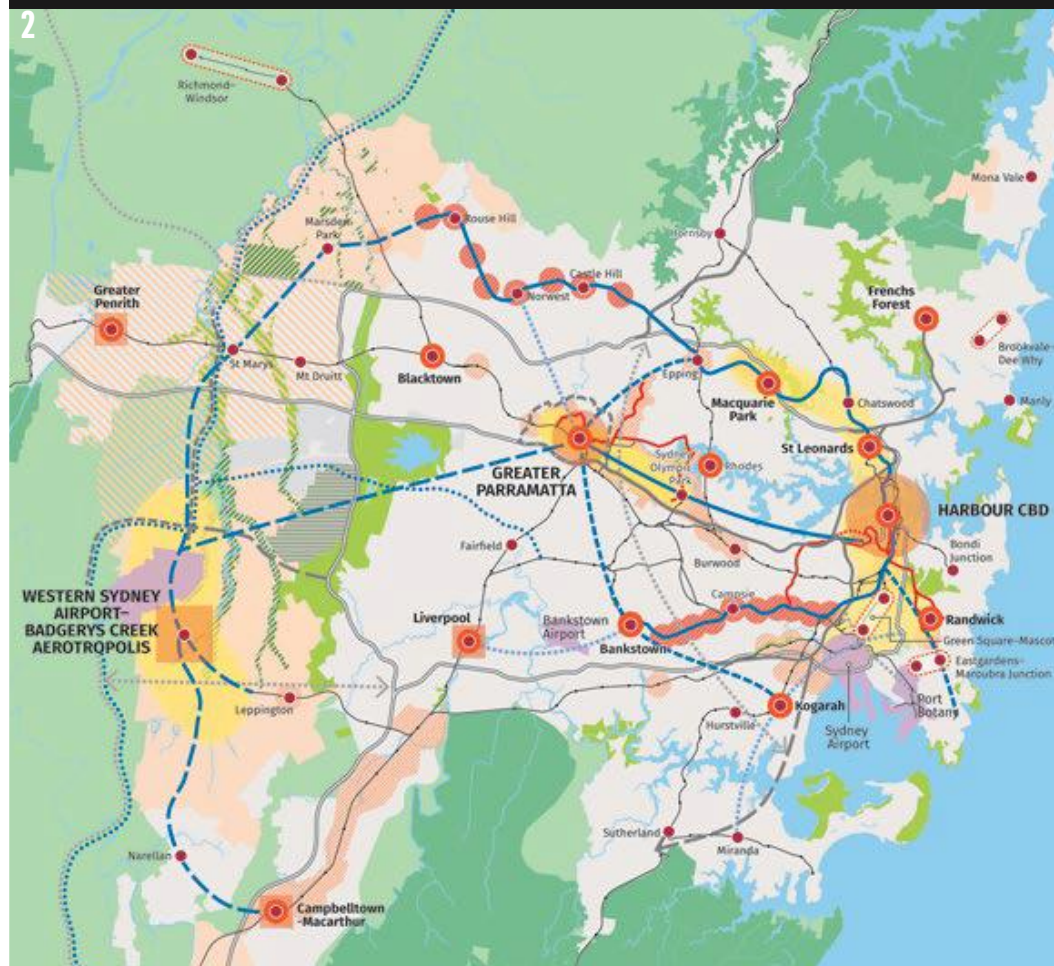 2
Richmond–
Windsor
Mona Vale
Marsden
Park
Rouse Hill
Hornsby
Castle Hill
Norwest
Greater
Penrith
Frenchs
Forest
St Marys
Mt Druitt
Blacktown
Epping
Brookvale–
Dee Why
Macquarie
Park
Chatswood
Manly
St Leonards
GREATER
PARRAMATTA
Sydney
Olympic
Park
Rhodes
HARBOUR CBD
Fairfield
Burwood
Bondi
Junction
WESTERN SYDNEY
AIRPORT–
BADGERYS CREEK
AEROTROPOLIS
Liverpool
Bankstown
Airport
Bankstown
Campsie
Randwick
Green Square–Mascot
Eastgardens–
Maroubra Junction
Leppington
Kogarah
Hurstville
Port
Botany
Sydney
Airport
Sutherland
Miranda
Narellan
Campbelltown
-Macarthur